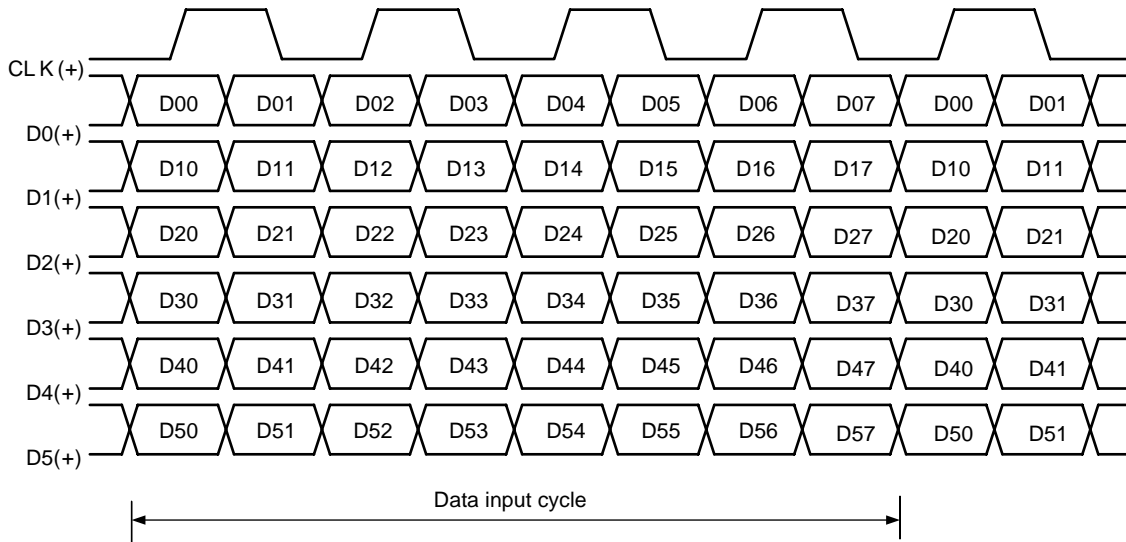 CLK(+)
D00 D01 D02 D03 D04 D05 D06 D07 D00 D01
D0(+)
D10 D11 D12 D13 D14 D15 D16 D17 D10 D11
D1(+)
D20 D21 D22 D23 D24 D25 D26 D27 D20 D21
D2(+)
D30 D31 D32 D33 D34 D35 D36 D37 D30 D31
D3(+)
D40 D41 D42 D43 D44 D45 D46 D47 D40 D41
D4(+)
D50 D51 D52 D53 D54 D55 D56 D57 D50 D51
D5(+)
Data input cycle